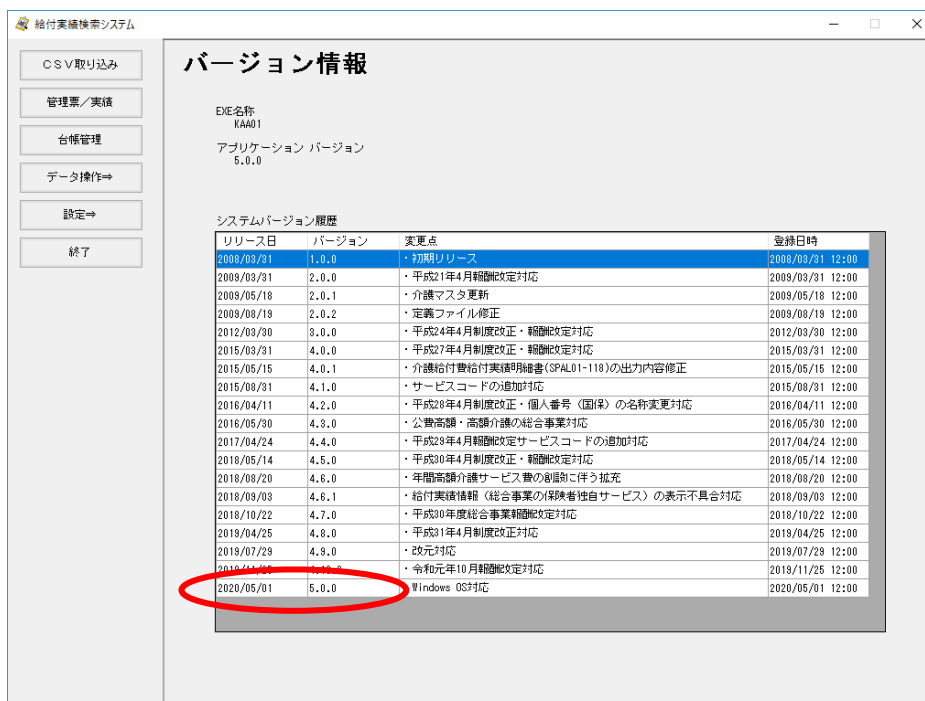 給付実績検索システム
CSV取り込み
管理票／実績
台帳管理
データ操作⇒
設定⇒
終了
バージョン情報
EXE名称
KAA01
アプリケーション バージョン
5.0.0
システムバージョン履歴
リリース日 バージョン 変更点 登録日時
2008/03/31 1.0.0 ・初期リリース 2008/03/31 12:00
2009/03/31 2.0.0 ・平成21年4月報酬改定対応 2009/03/31 12:00
2009/05/18 2.0.1 ・介護マスタ更新 2009/05/18 12:00
2009/08/19 2.0.2 ・定義ファイル修正 2009/08/19 12:00
2012/03/30 3.0.0 ・平成24年4月制度改正・報酬改定対応 2012/03/30 12:00
2015/03/31 4.0.0 ・平成27年4月制度改正・報酬改定対応 2015/03/31 12:00
2015/05/15 4.0.1 ・介護給付費給付実績明細書(SPAL01-118)の出力内容修正 2015/05/15 12:00
2015/08/31 4.1.0 ・サービスコードの追加対応 2015/08/31 12:00
2016/04/11 4.2.0 ・平成28年4月制度改正・個人番号（国保）の名称変更対応 2016/04/11 12:00
2016/05/30 4.3.0 ・公費高額・高額介護の総合事業対応 2016/05/30 12:00
2017/04/24 4.4.0 ・平成29年4月報酬改定サービスコードの追加対応 2017/04/24 12:00
2018/05/14 4.5.0 ・平成30年4月制度改正・報酬改定対応 2018/05/14 12:00
2018/08/20 4.6.0 ・年間高額介護サービス費の創設に伴う拡充 2018/08/20 12:00
2018/09/03 4.6.1 ・給付実績情報（総合事業の保険者独自サービス）の表示不具合対応 2018/09/03 12:00
2018/10/22 4.7.0 ・平成30年度総合事業報酬改定対応 2018/10/22 12:00
2019/04/25 4.8.0 ・平成31年4月制度改正対応 2019/04/25 12:00
2019/07/29 4.9.0 ・改元対応 2019/07/29 12:00
2019/11/25 4.10.0 ・令和元年10月報酬改定対応 2019/11/25 12:00
2020/05/01 5.0.0 Windows OS対応 2020/05/01 12:00